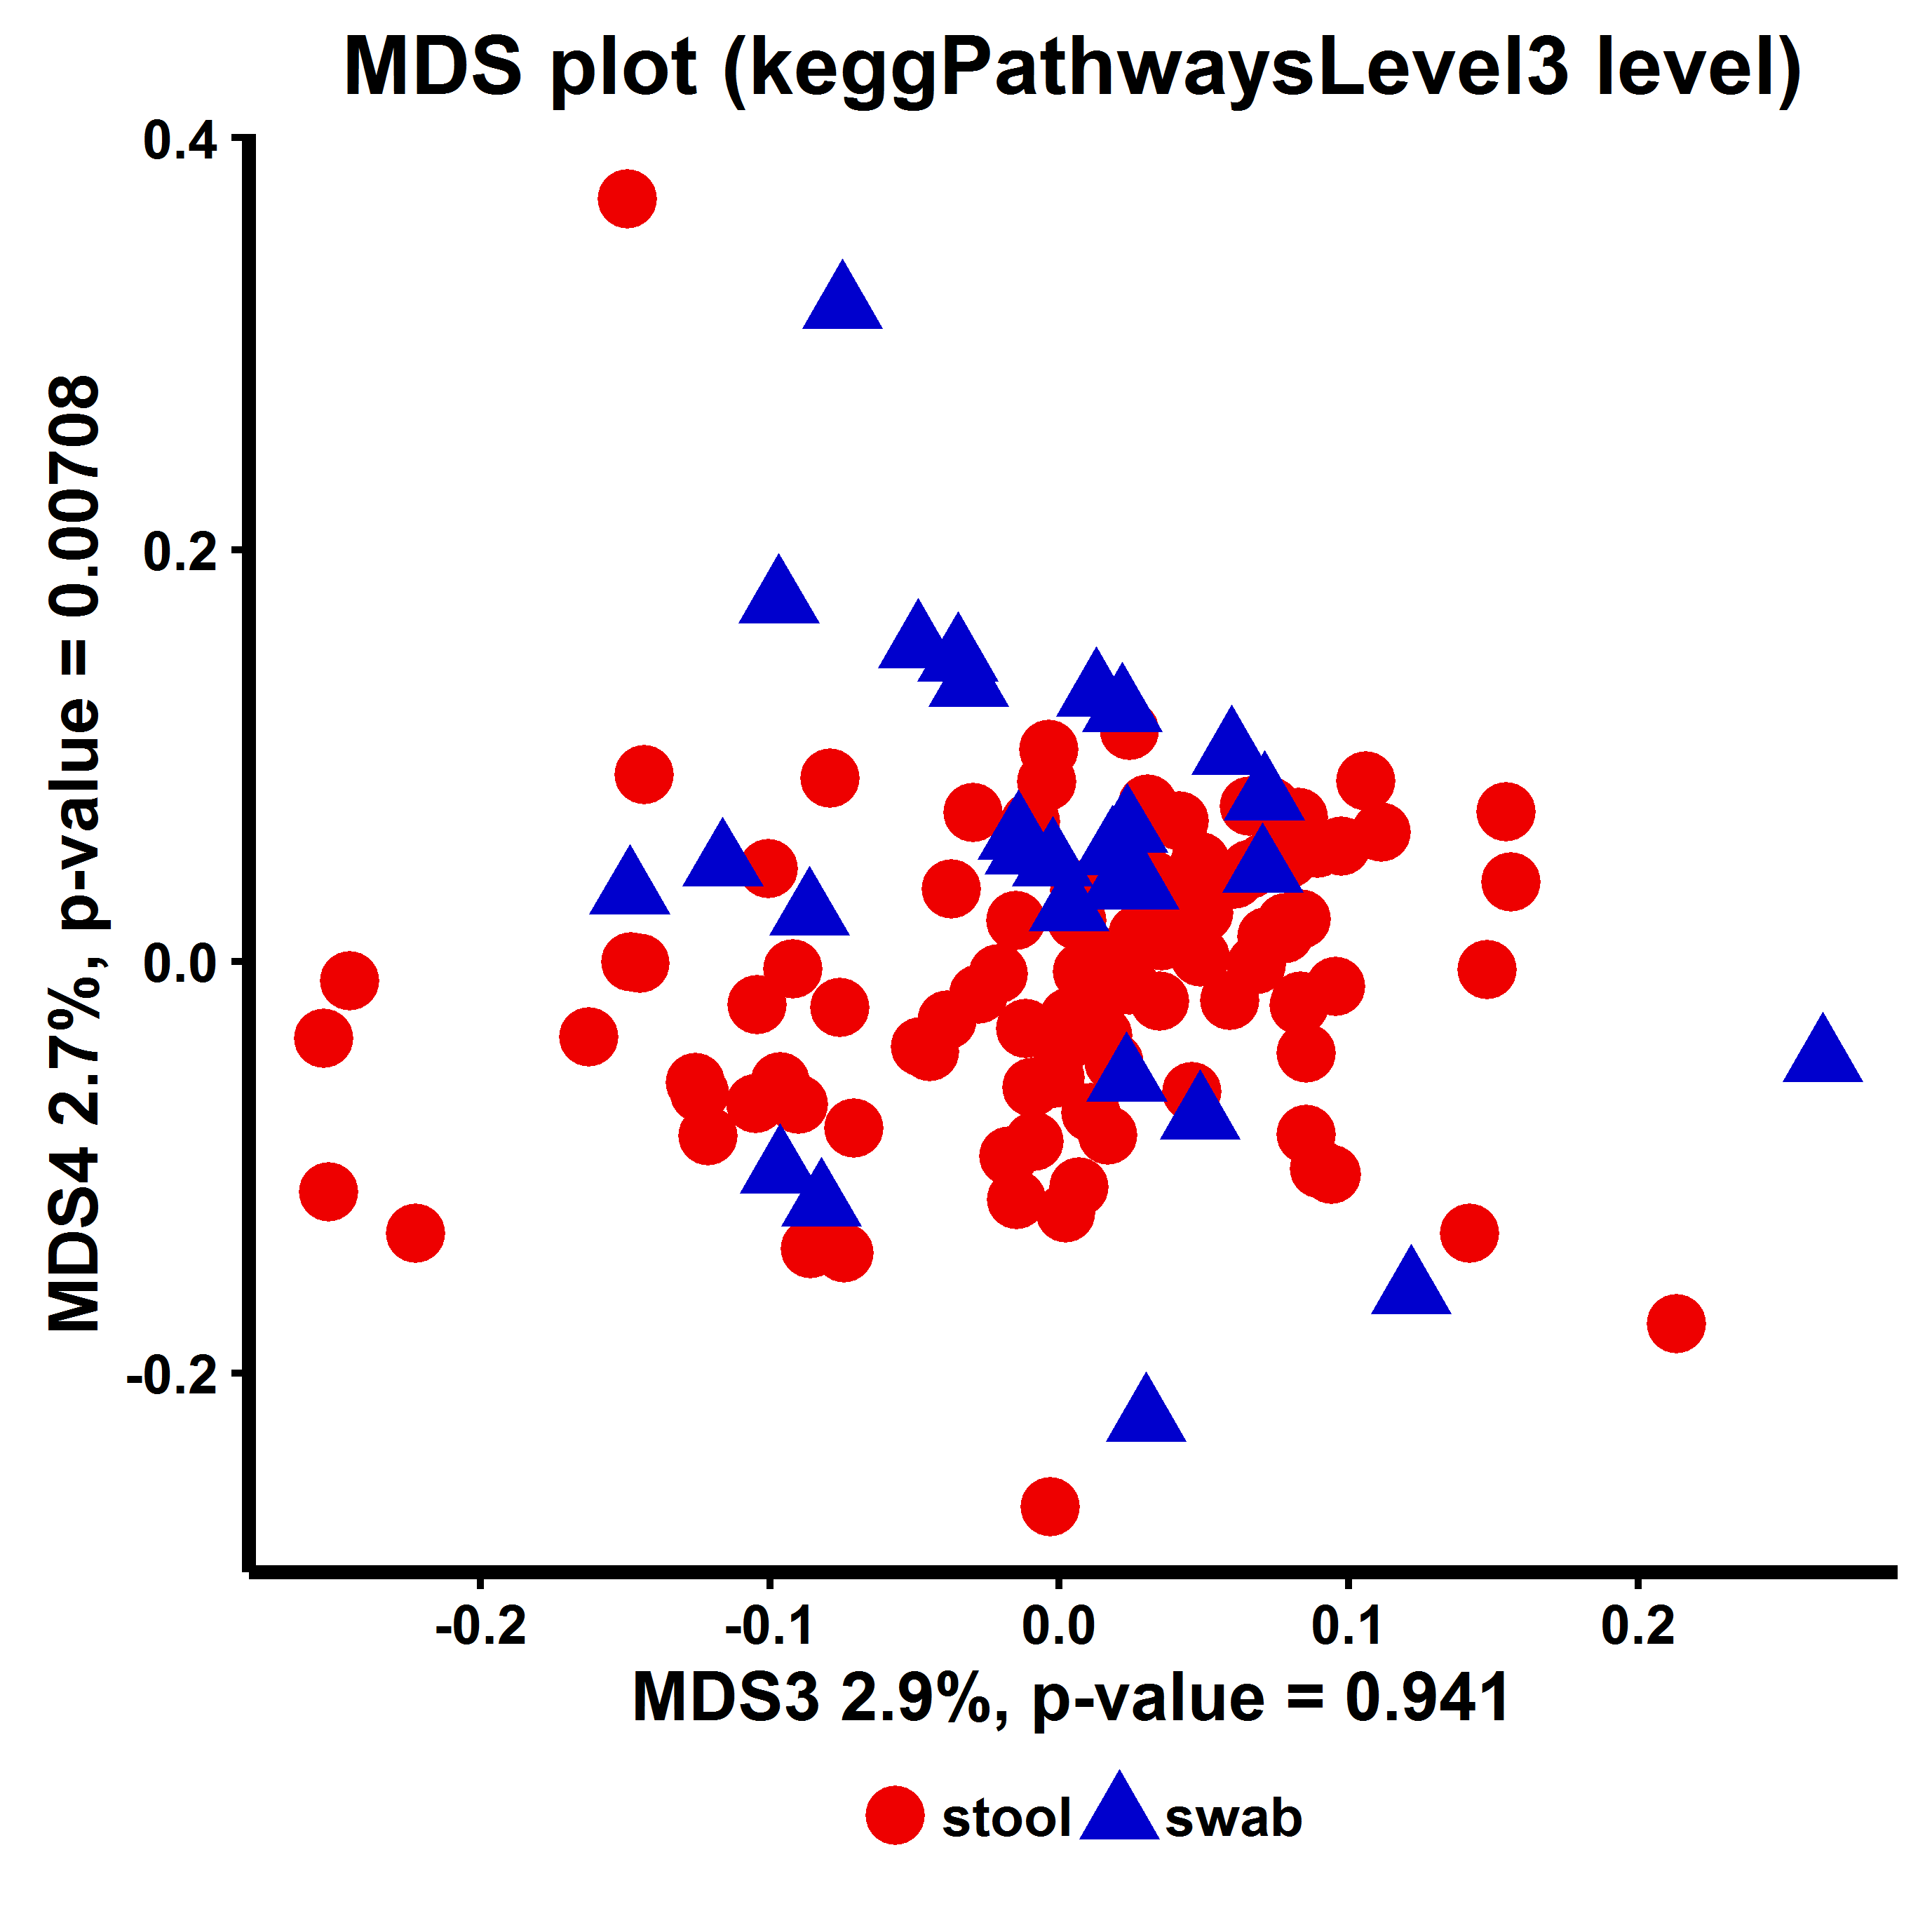 MDS plot (keggPathwaysLevel3 level)
MDS4 2.7%, p-value = 0.00708
0.4
0.2
0.0
-0.2
-0.2 -0.1 0.0 0.1 0.2
MDS3 2.9%, p-value = 0.941
stool swab